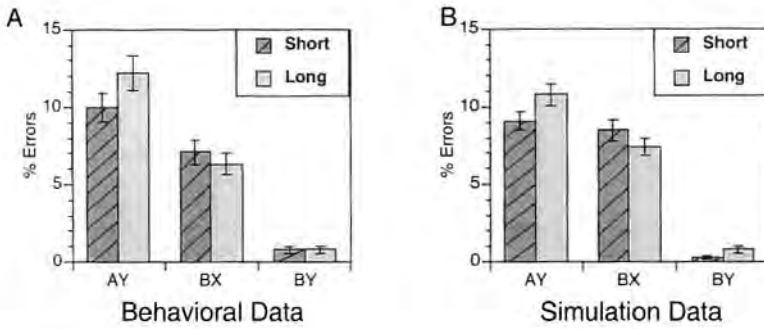 A
15
10
5
0
% Errors
Short
Long
AY BX BY
Behavioral Data
B
15
10
5
0
% Errors
Short
Long
AY BX BY
Simulation Data